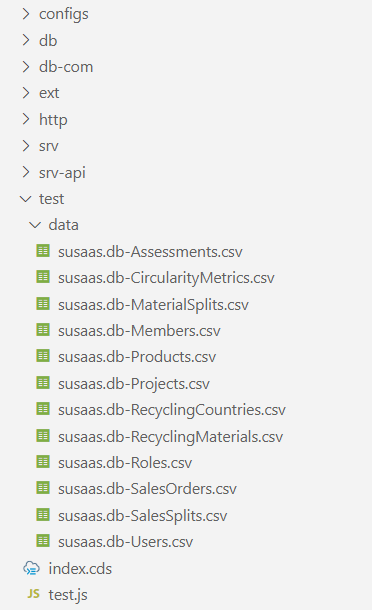 configs
db
db-com
ext
http
srv
srv-api
test
data
susaas.db-Assessments.csv
susaas.db-CircularityMetrics.csv
susaas.db-MaterialSplits.csv
susaas.db-Members.csv
susaas.db-Products.csv
susaas.db-Projects.csv
susaas.db-RecyclingCountries.csv
susaas.db-RecyclingMaterials.csv
susaas.db-Roles.csv
susaas.db-SalesOrders.csv
susaas.db-SalesSplits.csv
susaas.db-Users.csv
index.cds
JS test.js